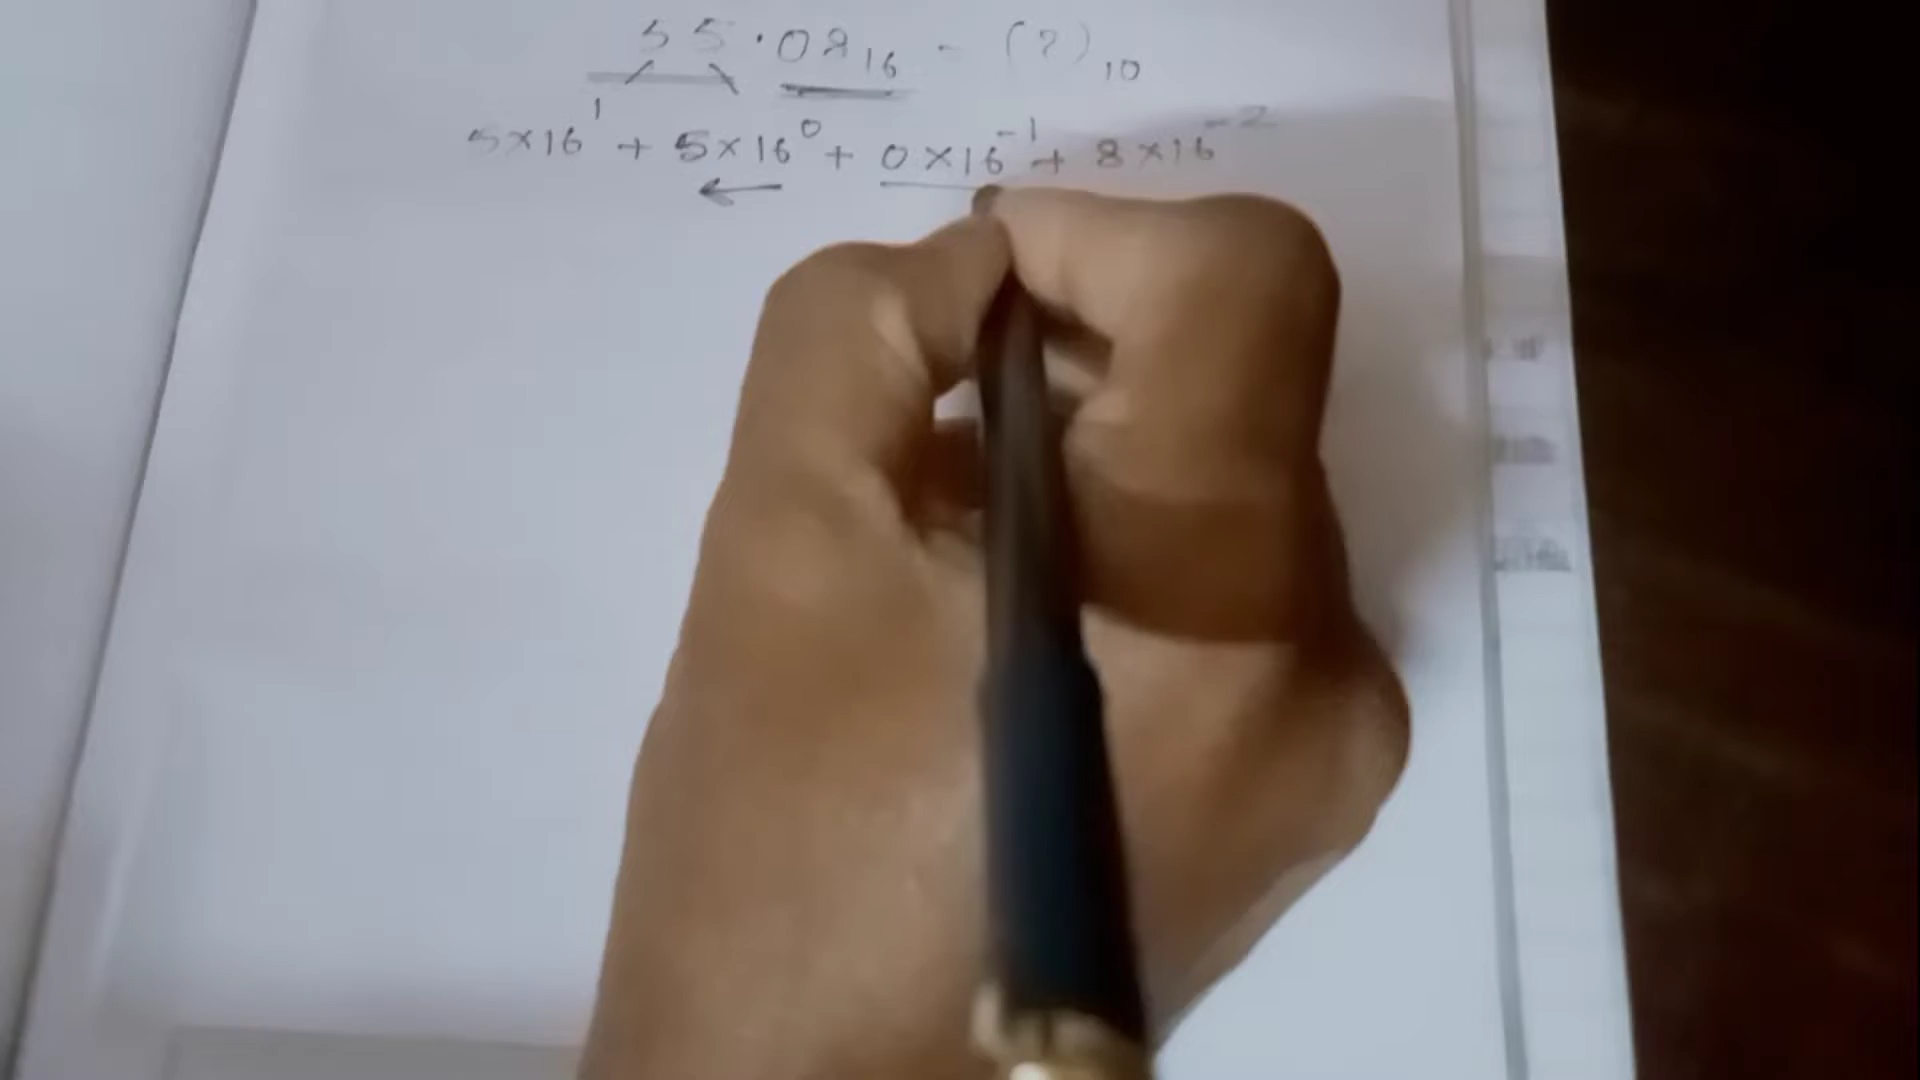 55.08₁₆ - (?)₁₀
5×16¹ + 5×16⁰ + 0×16⁻¹ + 8×16⁻²